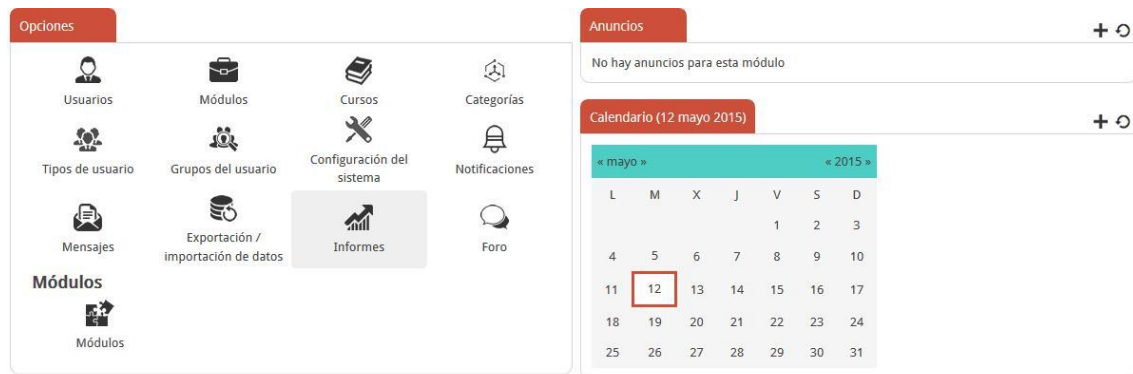 Opciones
Usuarios
Módulos
Cursos
Categorías
Tipos de usuario
Grupos del usuario
Configuración del
sistema
Notificaciones
Mensajes
Exportación /
importación de datos
Informes
Foro
Módulos
Módulos
Anuncios
No hay anuncios para esta módulo
Calendario (12 mayo 2015)
« mayo » « 2015 »
L M X J V S D
1 2 3
4 5 6 7 8 9 10
11 12 13 14 15 16 17
18 19 20 21 22 23 24
25 26 27 28 29 30 31